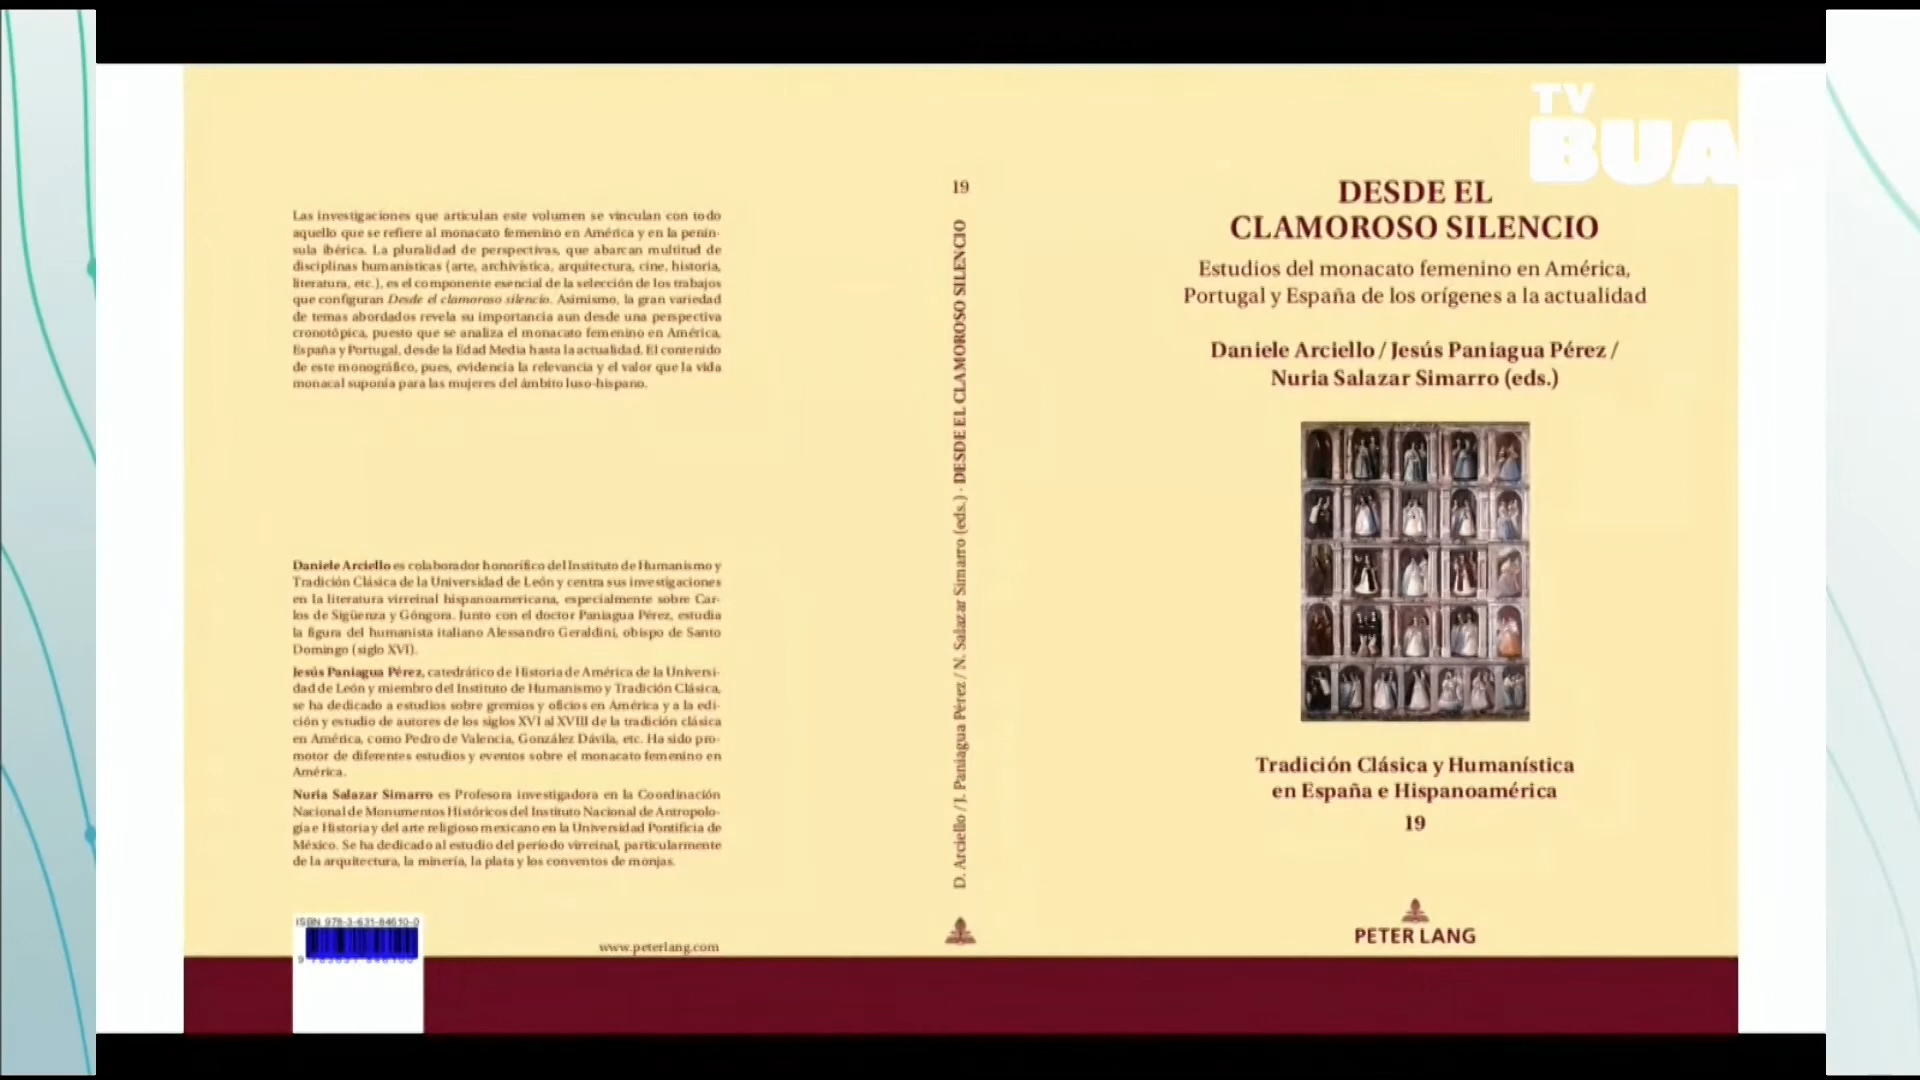 Las investigaciones que articulan este volumen se vinculan con todo
aquello que se refiere al monacato femenino en América y en la penín-
sula ibérica. La pluralidad de perspectivas, que abarcan multitud de
disciplinas humanísticas (arte, archivística, arquitectura, cine, historia,
literatura, etc.), es el componente esencial de la selección de los trabajos
que configuran Desde el clamoroso silencio. Asimismo, la gran variedad
de temas abordados revela su importancia aun desde una perspectiva
cronotópica, puesto que se analiza el monacato femenino en América,
España y Portugal, desde la Edad Media hasta la actualidad. El contenido
de este monográfico, pues, evidencia la relevancia y el valor que la vida
monacal suponía para las mujeres del ámbito luso-hispano.
Daniele Arciello es colaborador honorífico del Instituto de Humanismo y
Tradición Clásica de la Universidad de León y centra sus investigaciones
en la literatura virreinal hispanoamericana, especialmente sobre Car-
los de Sigüenza y Góngora. Junto con el doctor Paniagua Pérez, estudia
la figura del humanista italiano Alessandro Geraldini, obispo de Santo
Domingo (siglo XVI).
Jesús Paniagua Pérez, catedrático de Historia de América de la Universi-
dad de León y miembro del Instituto de Humanismo y Tradición Clásica,
se ha dedicado a estudios sobre gremios y oficios en América y a la edi-
ción y estudio de autores de los siglos XVI al XVIII de la tradición clásica
en América, como Pedro de Valencia, González Dávila, etc. Ha sido pro-
motor de diferentes estudios y eventos sobre el monacato femenino en
América.
Nuria Salazar Simarro es Profesora investigadora en la Coordinación
Nacional de Monumentos Históricos del Instituto Nacional de Antropolo-
gía e Historia y del arte religioso mexicano en la Universidad Pontificia de
México. Se ha dedicado al estudio del período virreinal, particularmente
de la arquitectura, la minería, la plata y los conventos de monjas.
ISBN 978-3-631-84610-0
9 783631 846100
www.peterlang.com
19
D. Arciello / J. Paniagua Pérez / N. Salazar Simarro (eds.) · DESDE EL CLAMOROSO SILENCIO
TV
BUA
DESDE EL
CLAMOROSO SILENCIO
Estudios del monacato femenino en América,
Portugal y España de los orígenes a la actualidad
Daniele Arciello / Jesús Paniagua Pérez /
Nuria Salazar Simarro (eds.)
Tradición Clásica y Humanística
en España e Hispanoamérica
19
PETER LANG